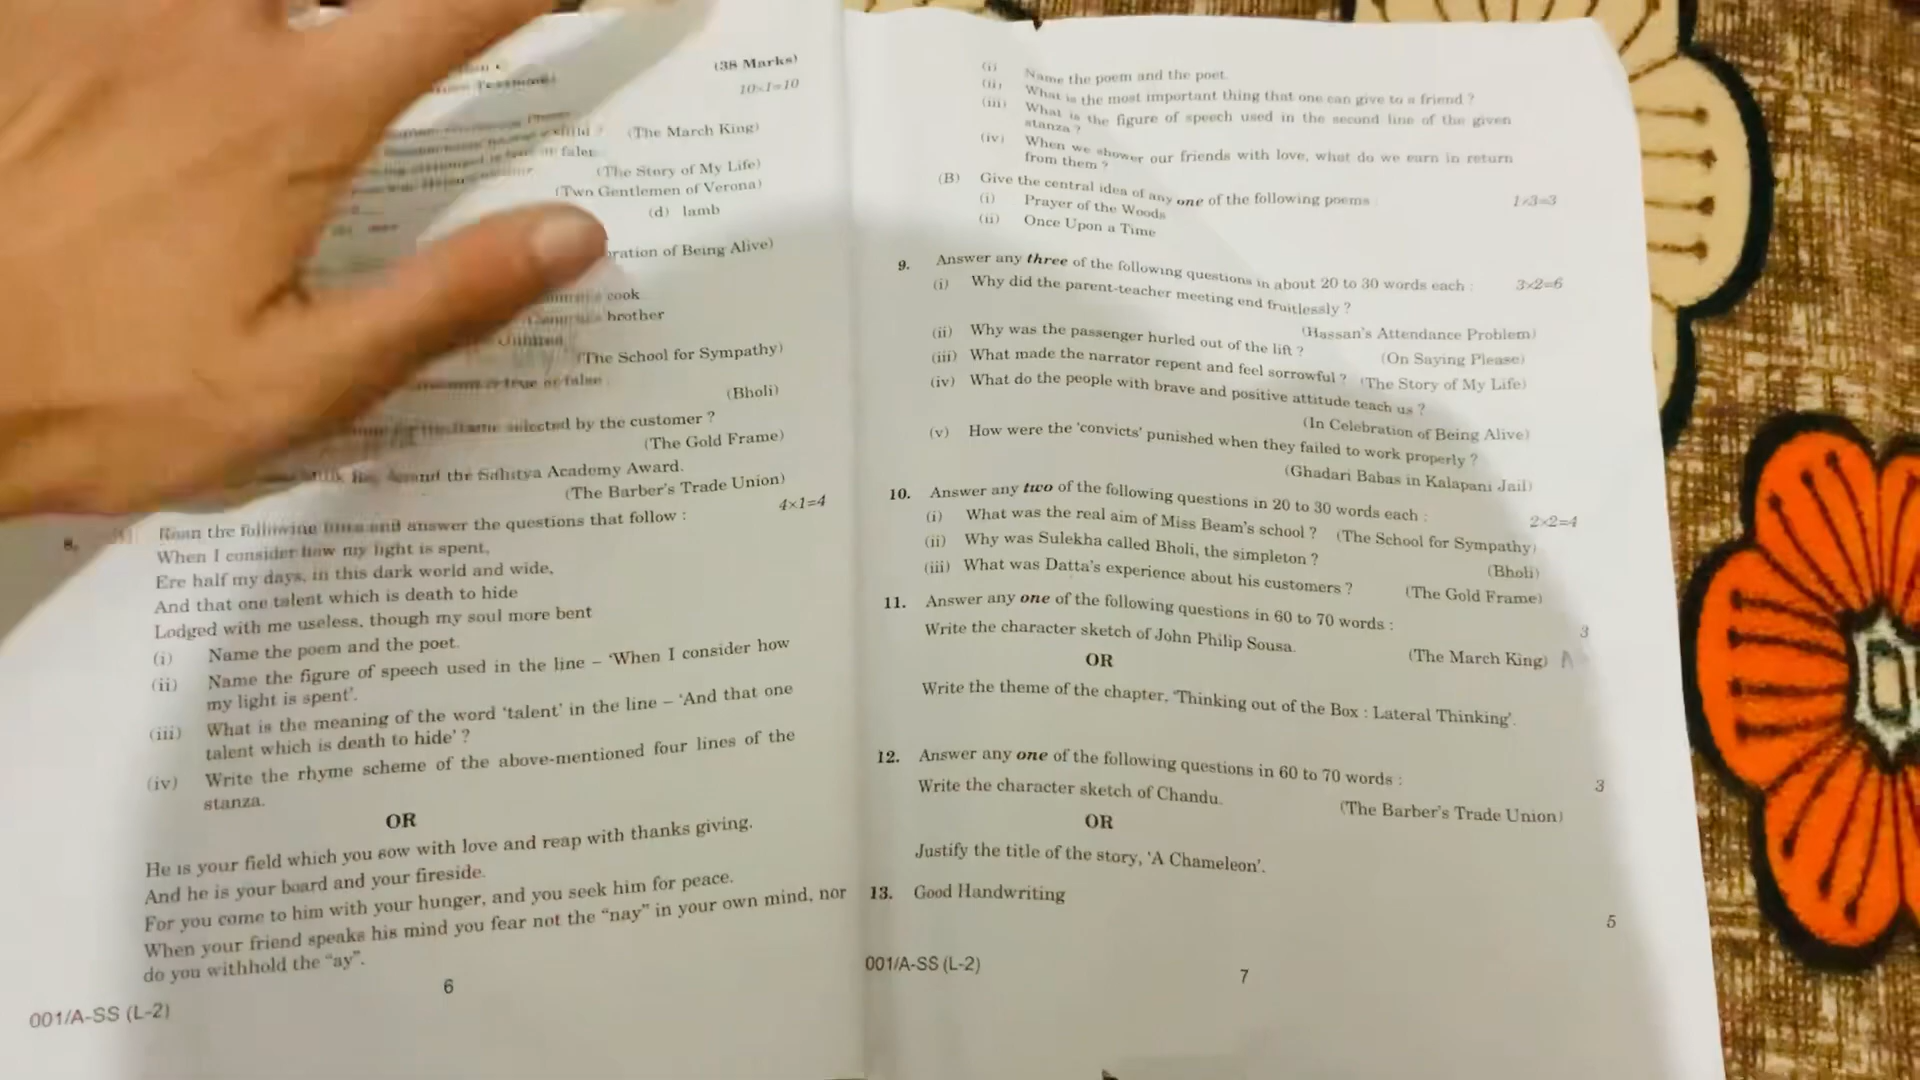 (38 Marks)
10×1=10
child ? (The March King)
or false
(The Story of My Life)
(Two Gentlemen of Verona)
(d) lamb
ration of Being Alive)
cook
brother
(The School for Sympathy)
true or false
(Bholi)
selected by the customer ?
(The Gold Frame)
the Sahitya Academy Award.
(The Barber's Trade Union)
4×1=4
8. Read the following lines and answer the questions that follow :
When I consider how my light is spent,
Ere half my days, in this dark world and wide,
And that one talent which is death to hide
Lodged with me useless, though my soul more bent
(i) Name the poem and the poet.
(ii) Name the figure of speech used in the line – 'When I consider how
my light is spent'.
(iii) What is the meaning of the word 'talent' in the line – 'And that one
talent which is death to hide' ?
(iv) Write the rhyme scheme of the above-mentioned four lines of the
stanza.
OR
He is your field which you sow with love and reap with thanks giving.
And he is your board and your fireside.
For you come to him with your hunger, and you seek him for peace.
When your friend speaks his mind you fear not the "nay" in your own mind, nor
do you withhold the "ay".
6
001/A-SS (L-2)
(i) Name the poem and the poet.
(ii) What is the most important thing that one can give to a friend ?
(iii) What is the figure of speech used in the second line of the given
stanza ?
(iv) When we shower our friends with love, what do we earn in return
from them ?
(B) Give the central idea of any one of the following poems : 1×3=3
(i) Prayer of the Woods
(ii) Once Upon a Time
9. Answer any three of the following questions in about 20 to 30 words each : 3×2=6
(i) Why did the parent-teacher meeting end fruitlessly ?
(Hassan's Attendance Problem)
(ii) Why was the passenger hurled out of the lift ? (On Saying Please)
(iii) What made the narrator repent and feel sorrowful ? (The Story of My Life)
(iv) What do the people with brave and positive attitude teach us ?
(In Celebration of Being Alive)
(v) How were the 'convicts' punished when they failed to work properly ?
(Ghadari Babas in Kalapani Jail)
10. Answer any two of the following questions in 20 to 30 words each : 2×2=4
(i) What was the real aim of Miss Beam's school ? (The School for Sympathy)
(ii) Why was Sulekha called Bholi, the simpleton ? (Bholi)
(iii) What was Datta's experience about his customers ? (The Gold Frame)
11. Answer any one of the following questions in 60 to 70 words : 3
Write the character sketch of John Philip Sousa. (The March King)
OR
Write the theme of the chapter, 'Thinking out of the Box : Lateral Thinking'.
12. Answer any one of the following questions in 60 to 70 words : 3
Write the character sketch of Chandu. (The Barber's Trade Union)
OR
Justify the title of the story, 'A Chameleon'.
13. Good Handwriting 5
001/A-SS (L-2)
7